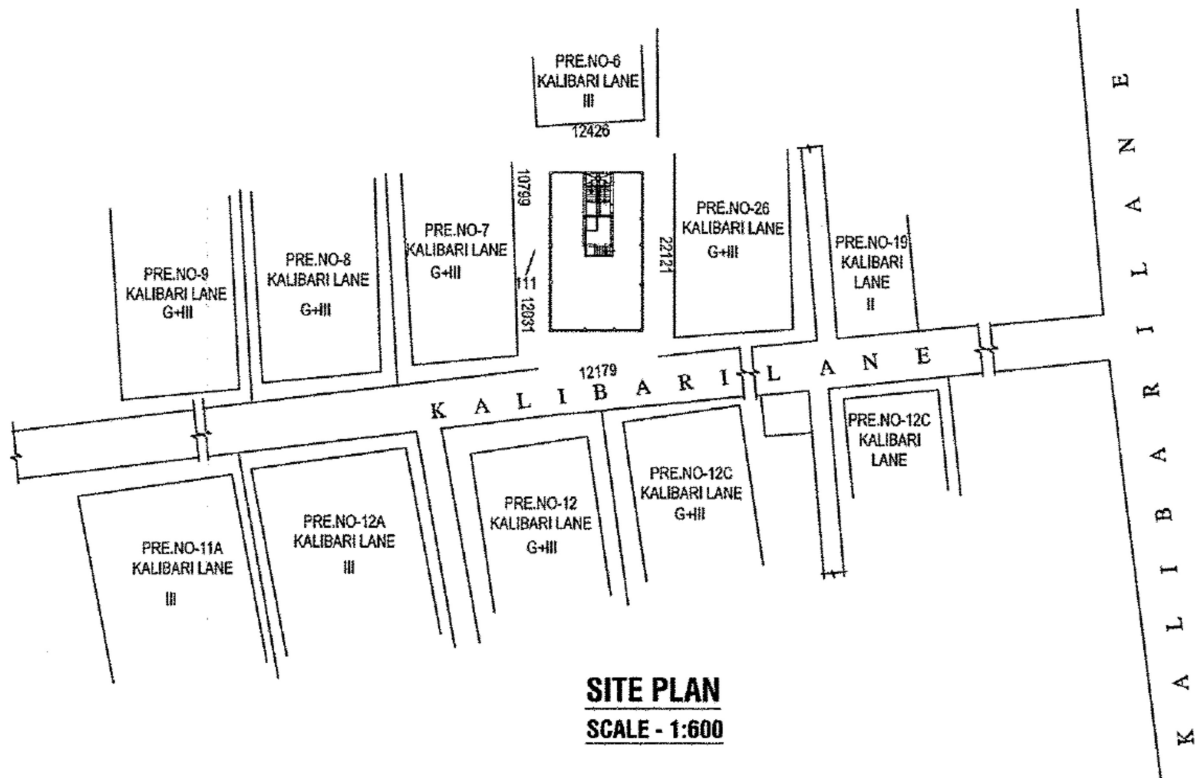 PRE.NO-6
KALIBARI LANE
III
12426
10799
PRE.NO-26
KALIBARI LANE
G+III
PRE.NO-7
KALIBARI LANE
G+III
22121
PRE.NO-19
KALIBARI
LANE
II
PRE.NO-8
KALIBARI LANE
G+III
PRE.NO-9
KALIBARI LANE
G+III
111
12031
12179
KALIBARI LANE
KALIBARI LANE
PRE.NO-12C
KALIBARI
LANE
PRE.NO-12C
KALIBARI LANE
G+III
PRE.NO-12
KALIBARI LANE
G+III
PRE.NO-12A
KALIBARI LANE
III
PRE.NO-11A
KALIBARI LANE
III
SITE PLAN
SCALE - 1:600